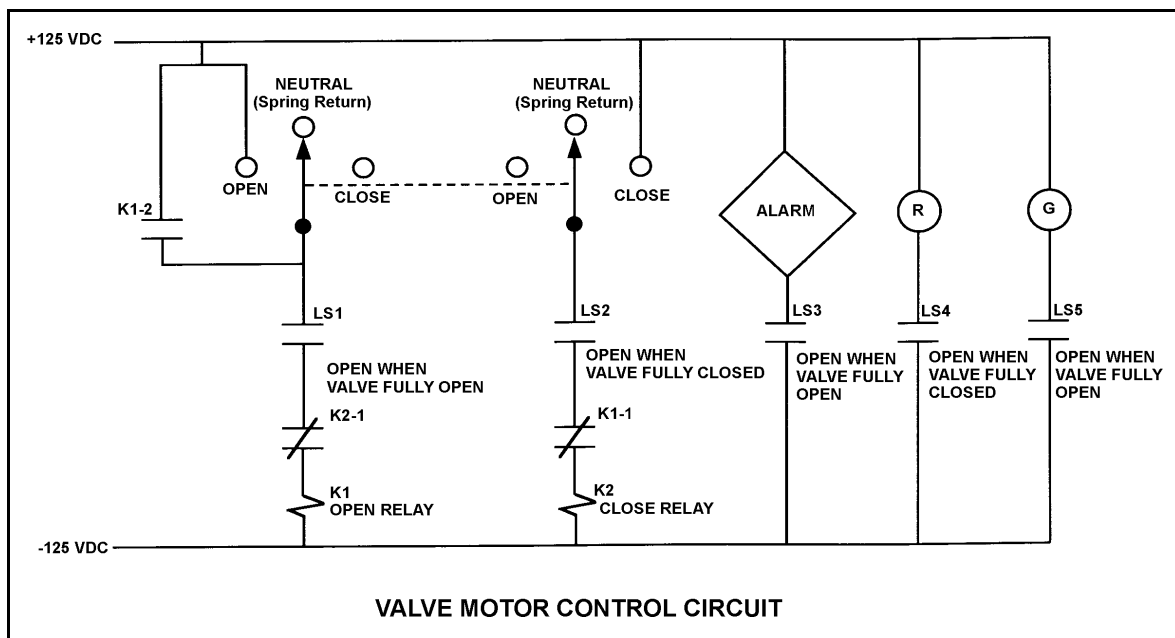 +125 VDC
NEUTRAL
(Spring Return)
NEUTRAL
(Spring Return)
OPEN
CLOSE
OPEN
CLOSE
K1-2
ALARM
R
G
LS1
LS2
LS3
LS4
LS5
OPEN WHEN
VALVE FULLY OPEN
OPEN WHEN
VALVE FULLY CLOSED
OPEN WHEN
VALVE FULLY
OPEN
OPEN WHEN
VALVE FULLY
CLOSED
OPEN WHEN
VALVE FULLY
OPEN
K2-1
K1-1
K1
OPEN RELAY
K2
CLOSE RELAY
-125 VDC
VALVE MOTOR CONTROL CIRCUIT